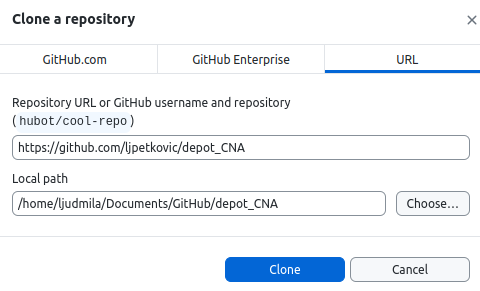 Clone a repository
GitHub.com
GitHub Enterprise
URL
Repository URL or GitHub username and repository
(hubot/cool-repo)
https://github.com/ljpetkovic/depot_CNA
Local path
/home/ljudmila/Documents/GitHub/depot_CNA
Choose...
Clone
Cancel